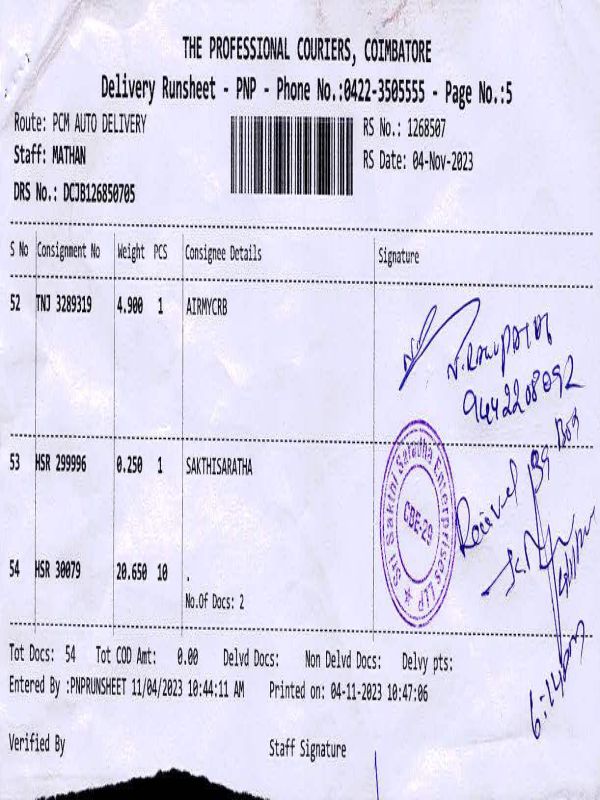 THE PROFESSIONAL COURIERS, COIMBATORE
Delivery Runsheet - PNP - Phone No.:0422-3505555 - Page No.:5
Route: PCM AUTO DELIVERY
RS No.: 1268507
Staff: MATHAN
RS Date: 04-Nov-2023
DRS No.: DCJB126850705
S No Consignment No Weight PCS Consignee Details Signature
52 TNJ 3289319 4.900 1 AIRMYCRB
9442208092
53 HSR 299996 0.250 1 SAKTHISARATHA
Sri Sakthi Enterprises LLP
CBE-29
Received
54 HSR 30079 20.650 10 .
No.Of Docs: 2
Tot Docs: 54 Tot COD Amt: 0.00 Delvd Docs: Non Delvd Docs: Delvy pts:
Entered By :PNPRUNSHEET 11/04/2023 10:44:11 AM Printed on: 04-11-2023 10:47:06
Verified By Staff Signature